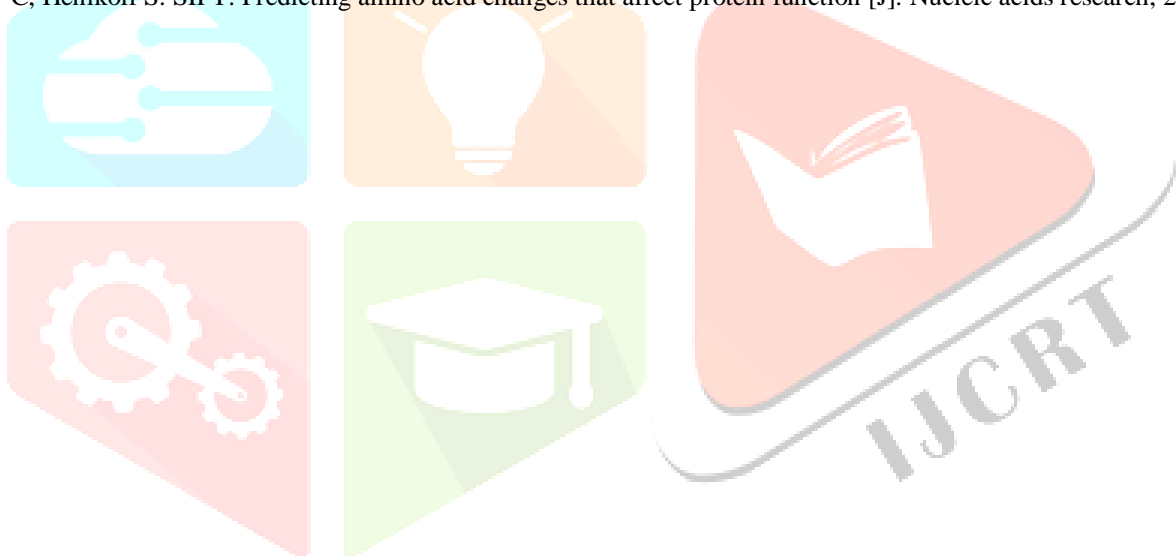 C, Henikoff S. SIFT: Predicting amino acid changes that affect protein function [J]. Nucleic acids research, 2
IJCRT